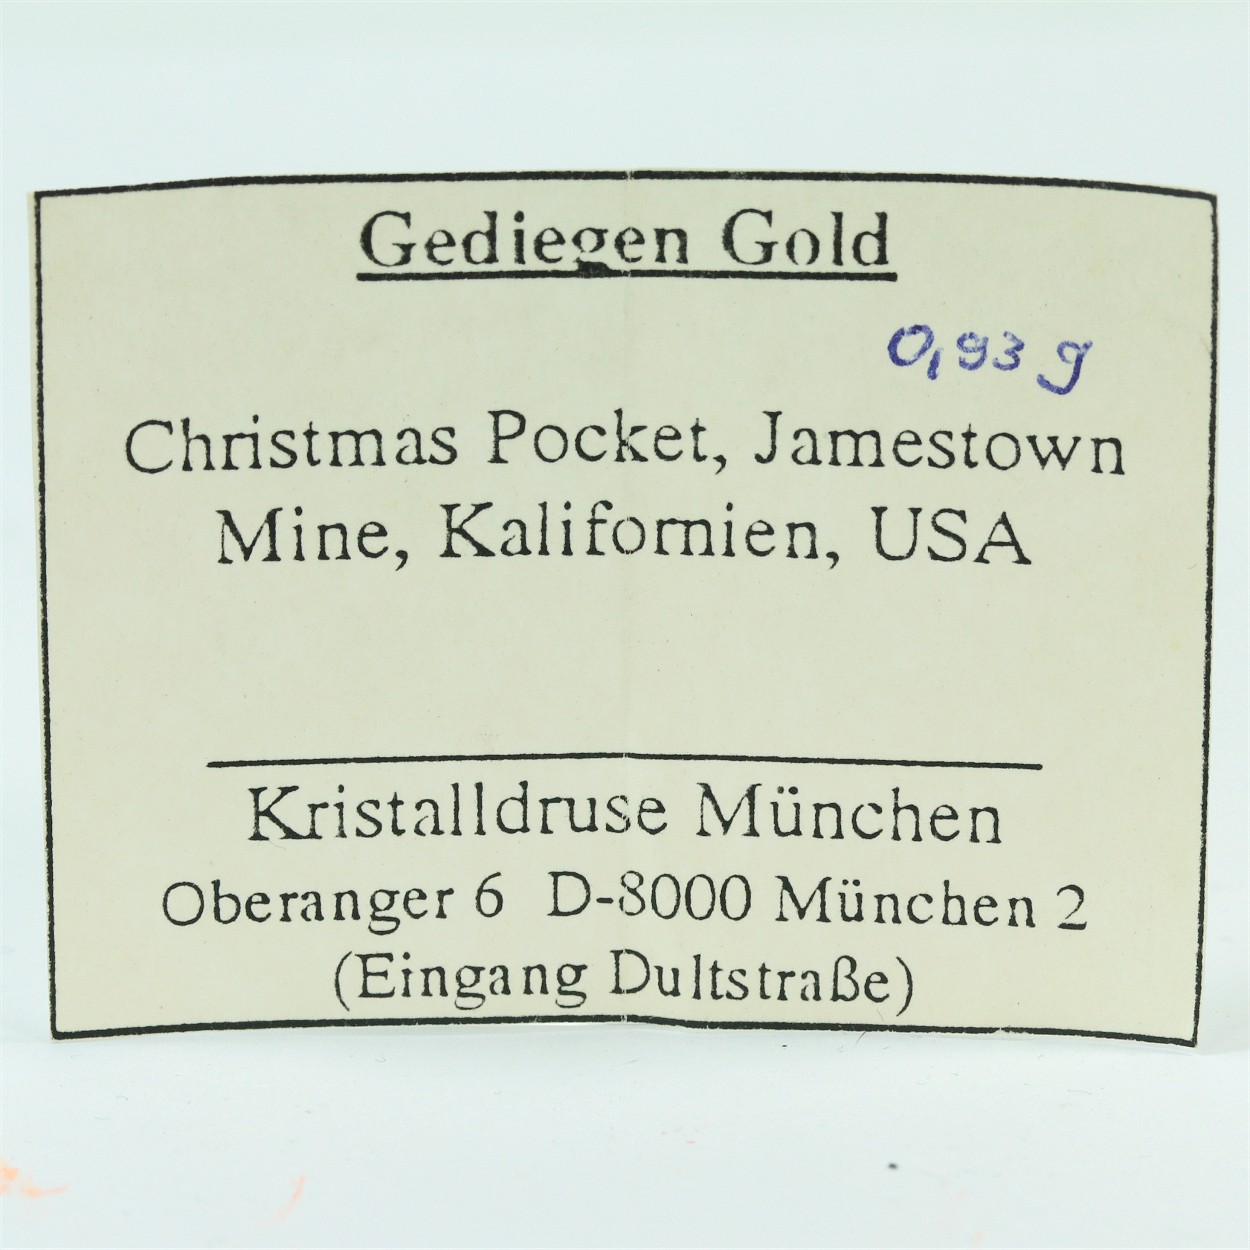 Gediegen Gold
0,93 g
Christmas Pocket, Jamestown
Mine, Kalifornien, USA
Kristalldruse München
Oberanger 6 D-8000 München 2
(Eingang Dultstraße)